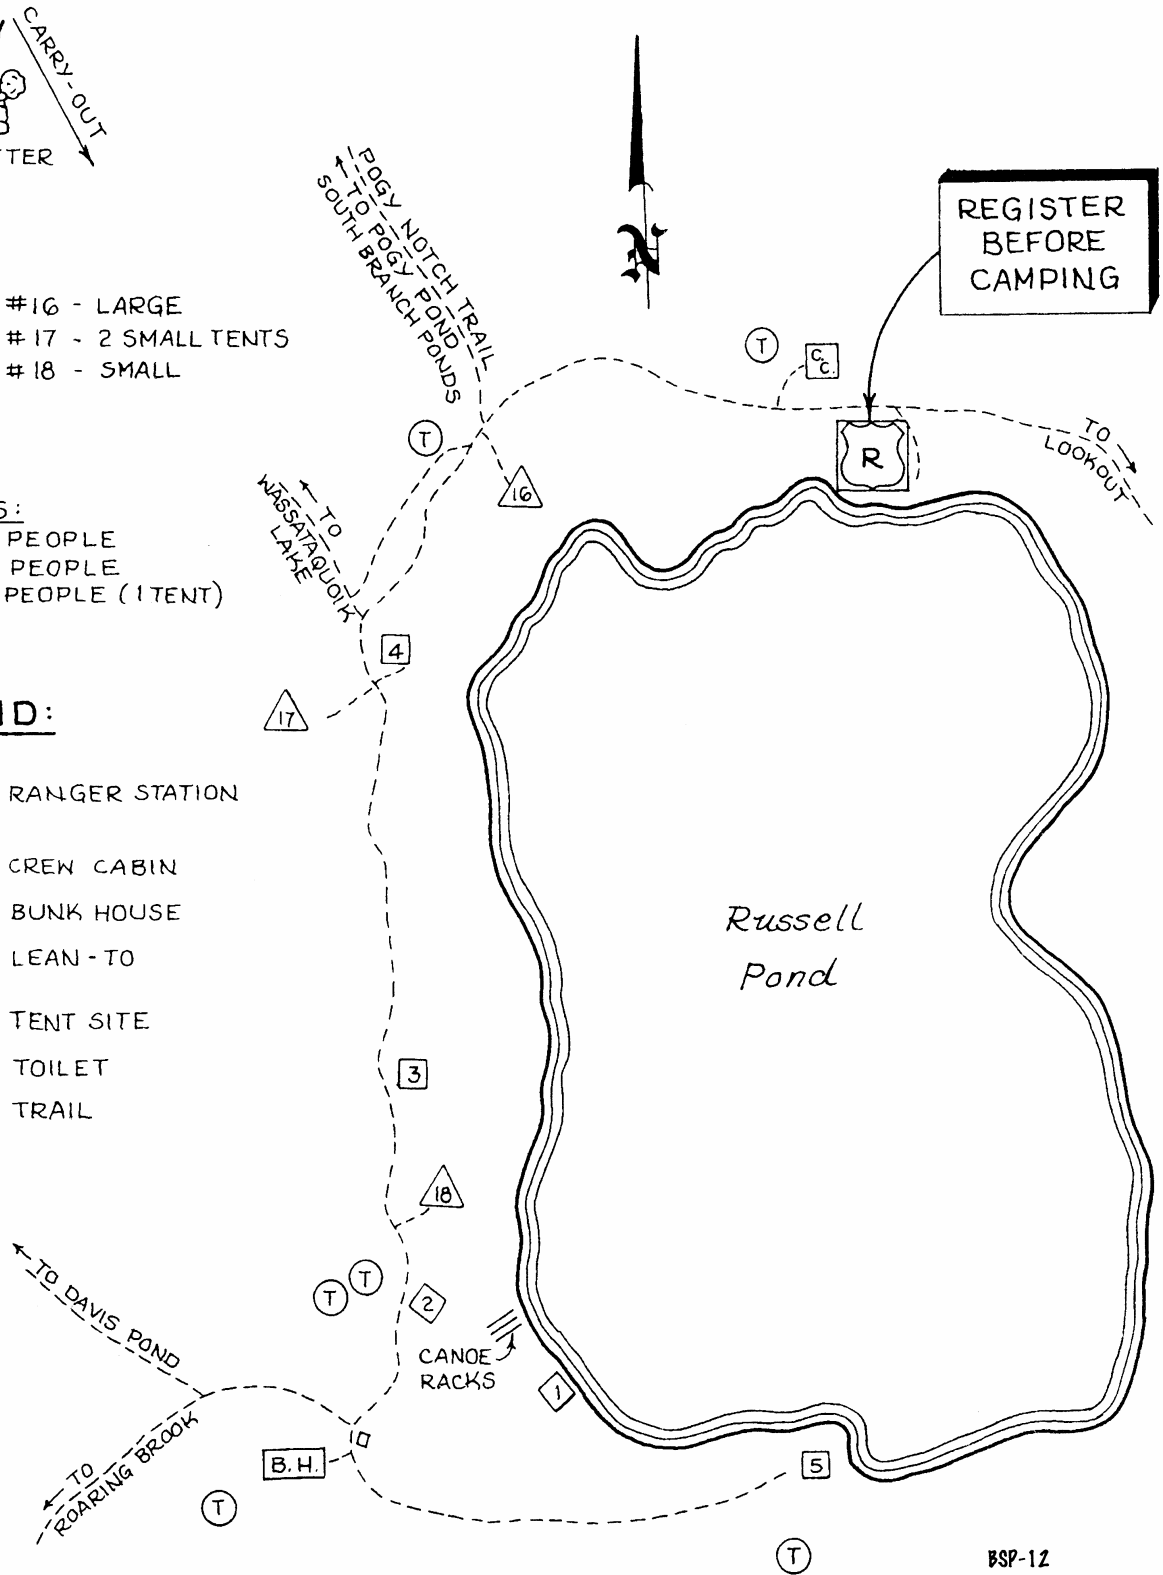 CARRY-OUT
TTER
N
REGISTER
BEFORE
CAMPING
POGY NOTCH TRAIL
TO POGY POND
SOUTH BRANCH PONDS
#16 - LARGE
#17 - 2 SMALL TENTS
#18 - SMALL
T
C.C.
R
TO
LOOKOUT
T
16
TO
WASSATAQUOIK
LAKE
S:
PEOPLE
PEOPLE
PEOPLE (1 TENT)
4
17
ND:
RANGER STATION
CREW CABIN
BUNK HOUSE
LEAN-TO
TENT SITE
TOILET
TRAIL
Russell
Pond
3
18
T
T
2
CANOE
RACKS
1
TO DAVIS POND
TO
ROARING BROOK
B.H.
5
T
T
BSP-12